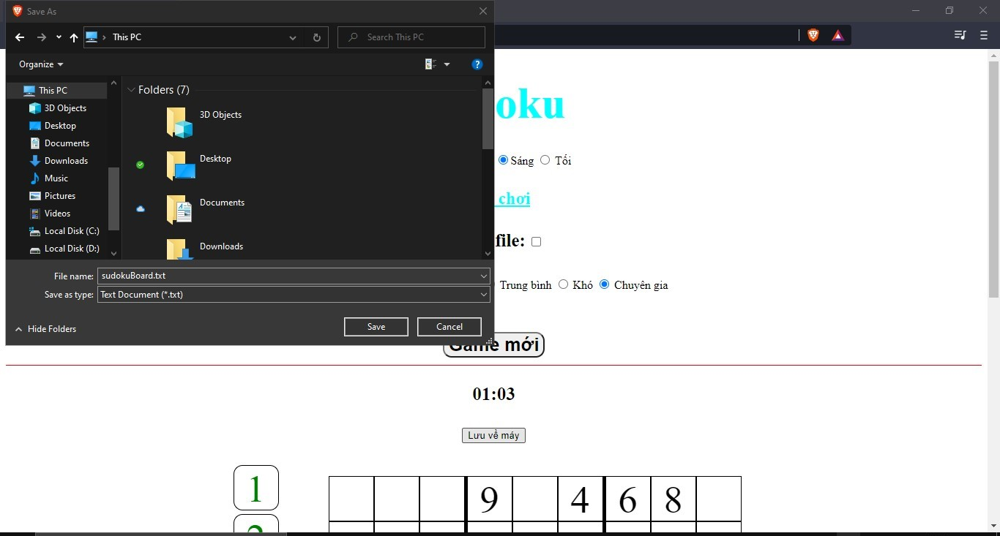 Save As
This PC
Search This PC
Organize
This PC
3D Objects
Desktop
Documents
Downloads
Music
Pictures
Videos
Local Disk (C:)
Local Disk (D:)
Folders (7)
3D Objects
Desktop
Documents
Downloads
File name: sudokuBoard.txt
Save as type: Text Document (*.txt)
Hide Folders
Save Cancel
oku
Sáng Tối
chơi
file:
Trung bình Khó Chuyên gia
Game mới
01:03
Lưu về máy
1
9 4 6 8
2